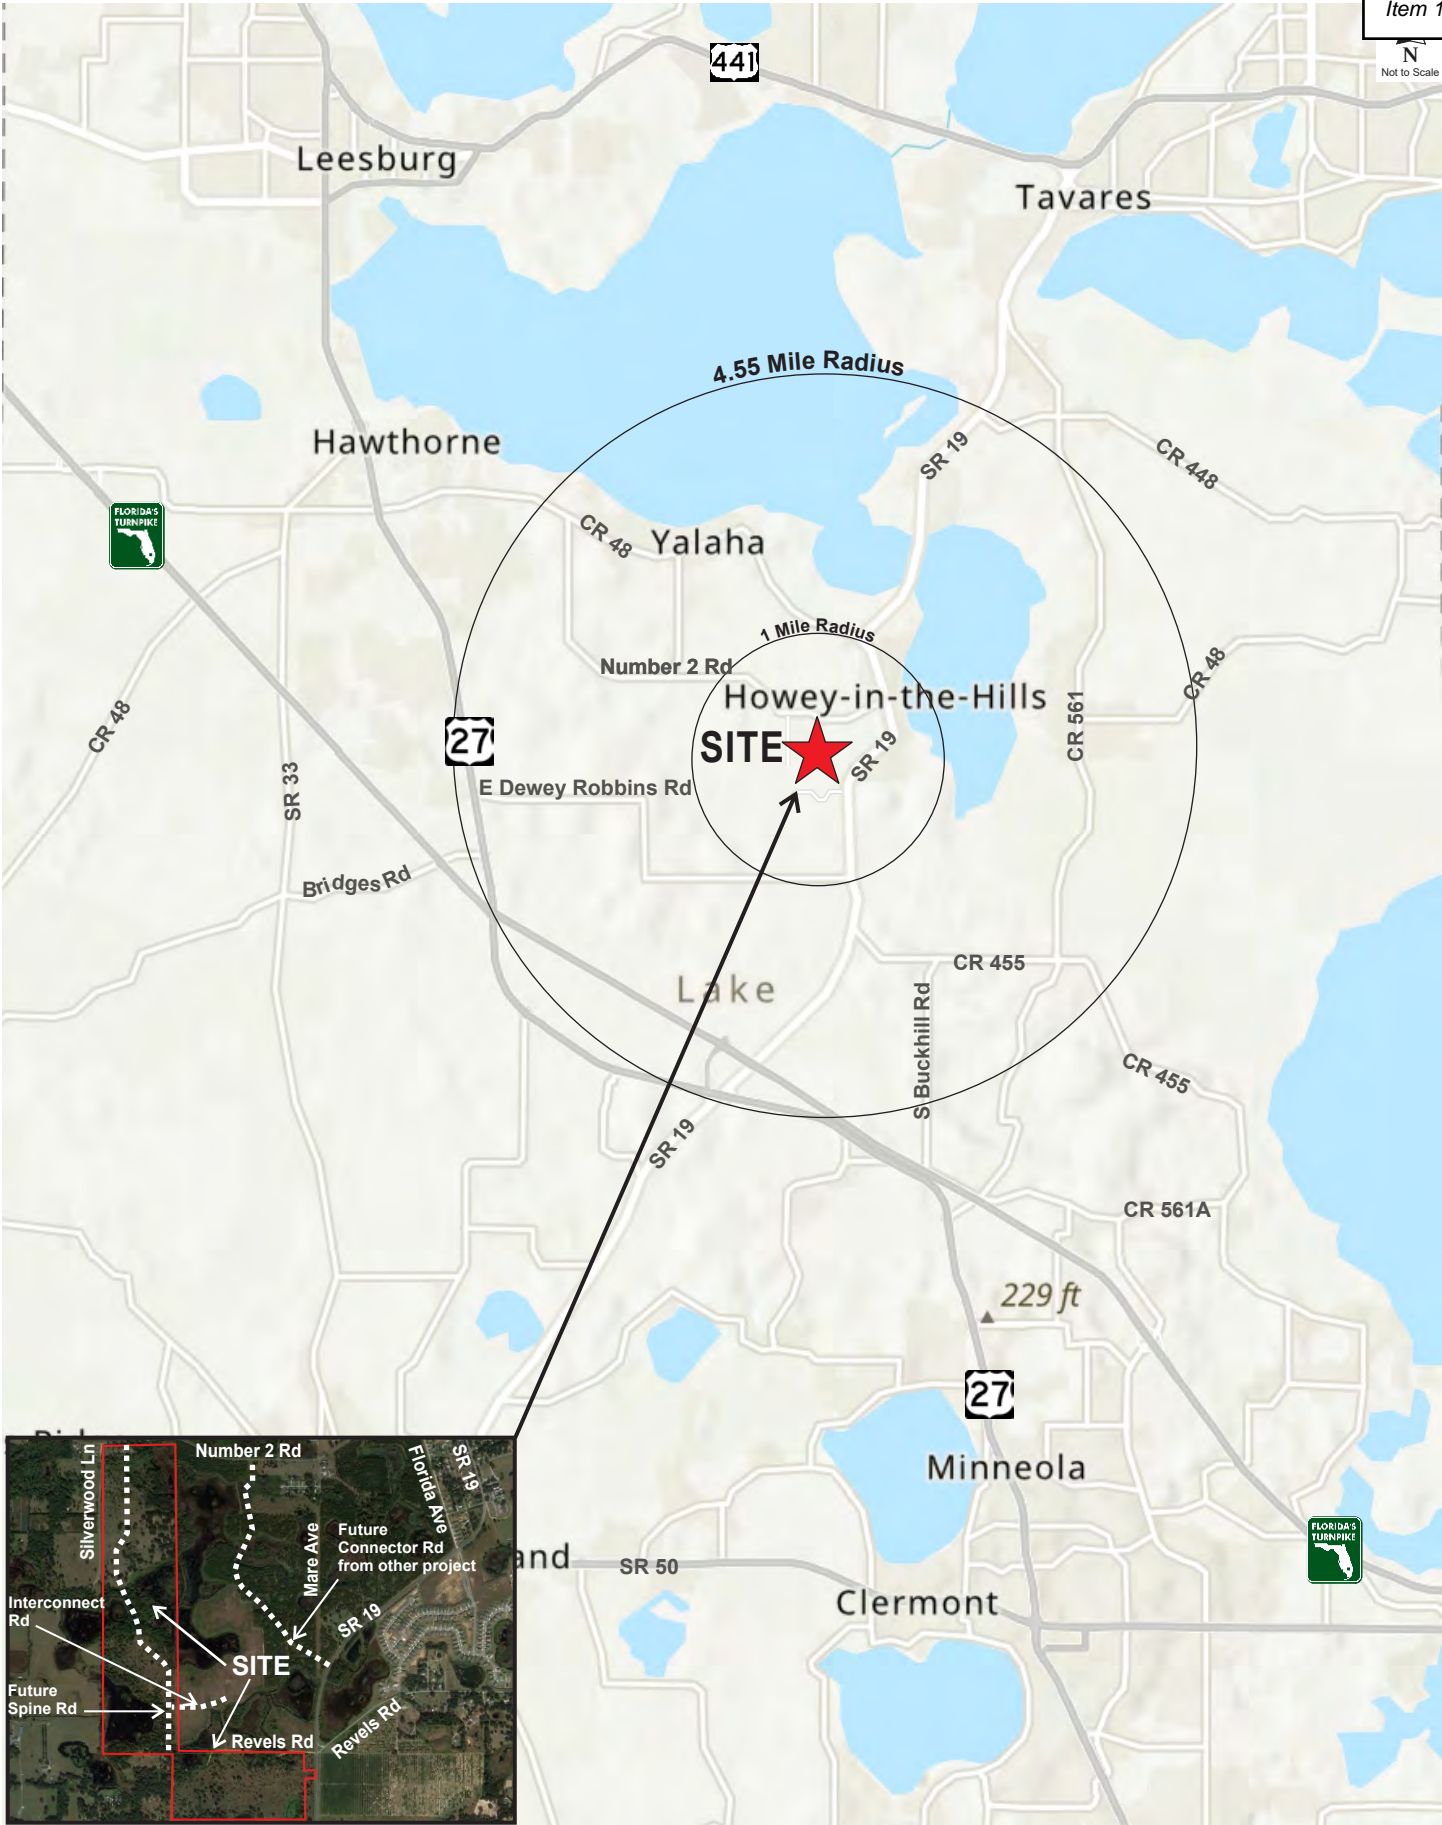 Item 1
N
Not to Scale
441
Leesburg
Tavares
4.55 Mile Radius
Hawthorne
SR 19
CR 448
FLORIDA'S
TURNPIKE
CR 48
Yalaha
1 Mile Radius
Number 2 Rd
Howey-in-the-Hills
CR 48
CR 48
CR 561
27
SITE
SR 19
SR 33
E Dewey Robbins Rd
Bridges Rd
CR 455
Lake
S Buckhill Rd
CR 455
SR 19
CR 561A
229 ft
27
Minneola
FLORIDA'S
TURNPIKE
and
SR 50
Clermont
Silverwood Ln
Number 2 Rd
Florida Ave
SR 19
Mare Ave
Future
Connector Rd
from other project
Interconnect
Rd
SR 19
SITE
Future
Spine Rd
Revels Rd
Revels Rd